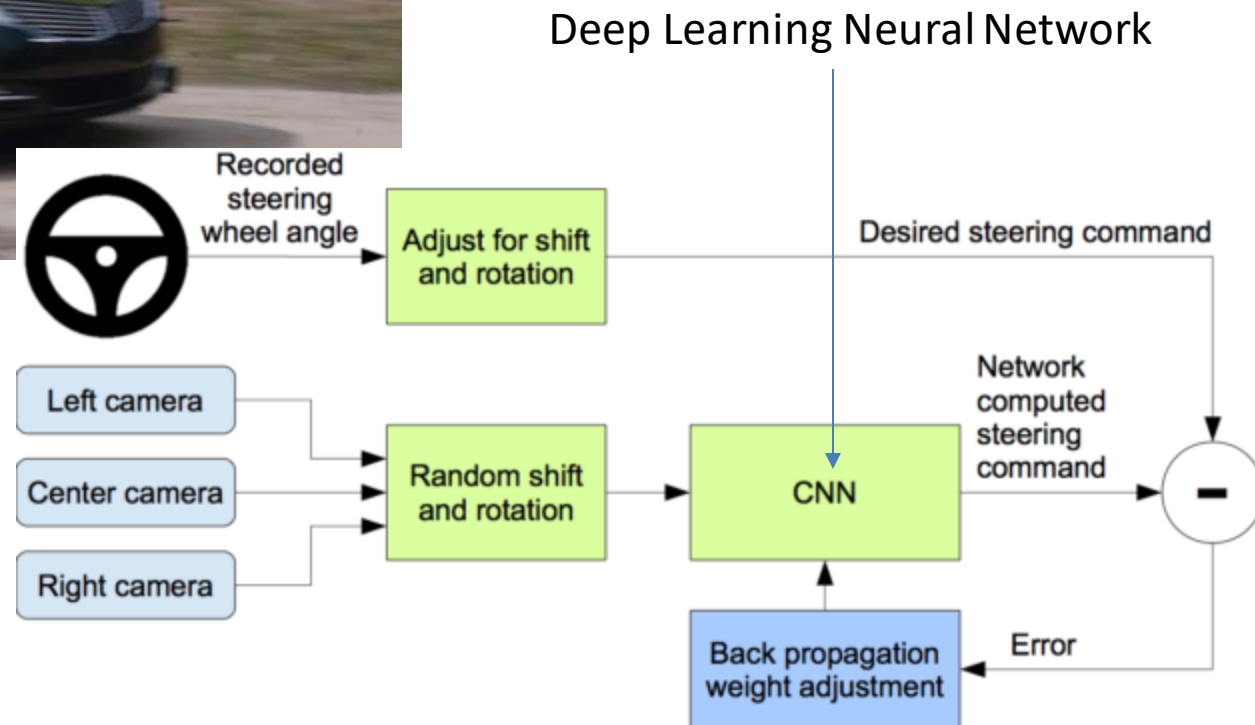 Deep Learning Neural Network
Recorded
steering
wheel angle
Adjust for shift
and rotation
Desired steering command
Left camera
Center camera
Right camera
Random shift
and rotation
CNN
Network
computed
steering
command
-
Back propagation
weight adjustment
Error